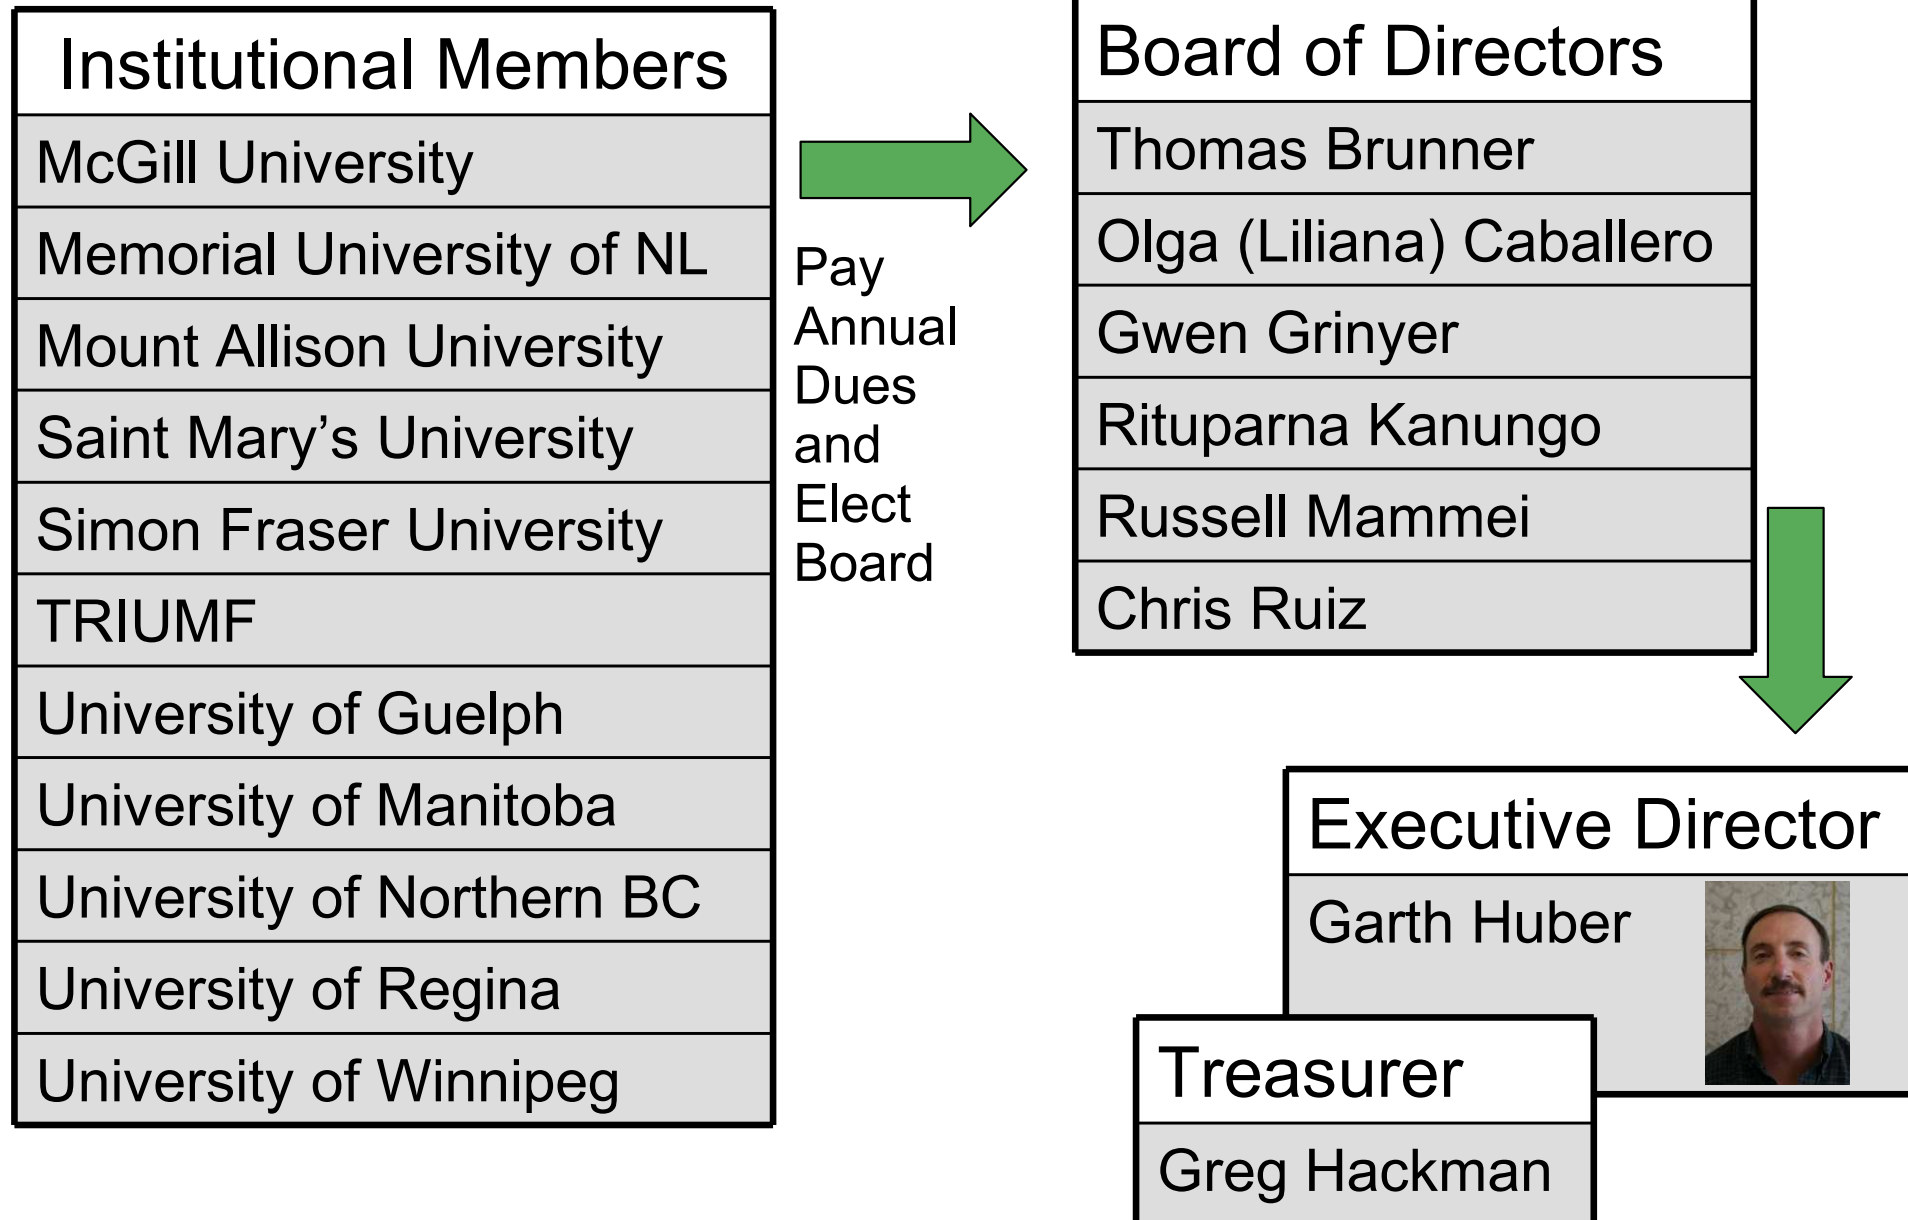 Institutional Members
McGill University
Memorial University of NL
Mount Allison University
Saint Mary’s University
Simon Fraser University
TRIUMF
University of Guelph
University of Manitoba
University of Northern BC
University of Regina
University of Winnipeg
Pay
Annual
Dues
and
Elect
Board
Board of Directors
Thomas Brunner
Olga (Liliana) Caballero
Gwen Grinyer
Rituparna Kanungo
Russell Mammei
Chris Ruiz
Executive Director
Garth Huber
Treasurer
Greg Hackman